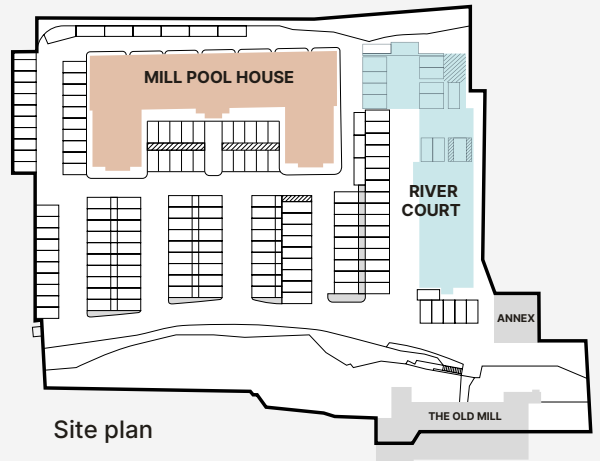 MILL POOL HOUSE
RIVER
COURT
ANNEX
THE OLD MILL
Site plan